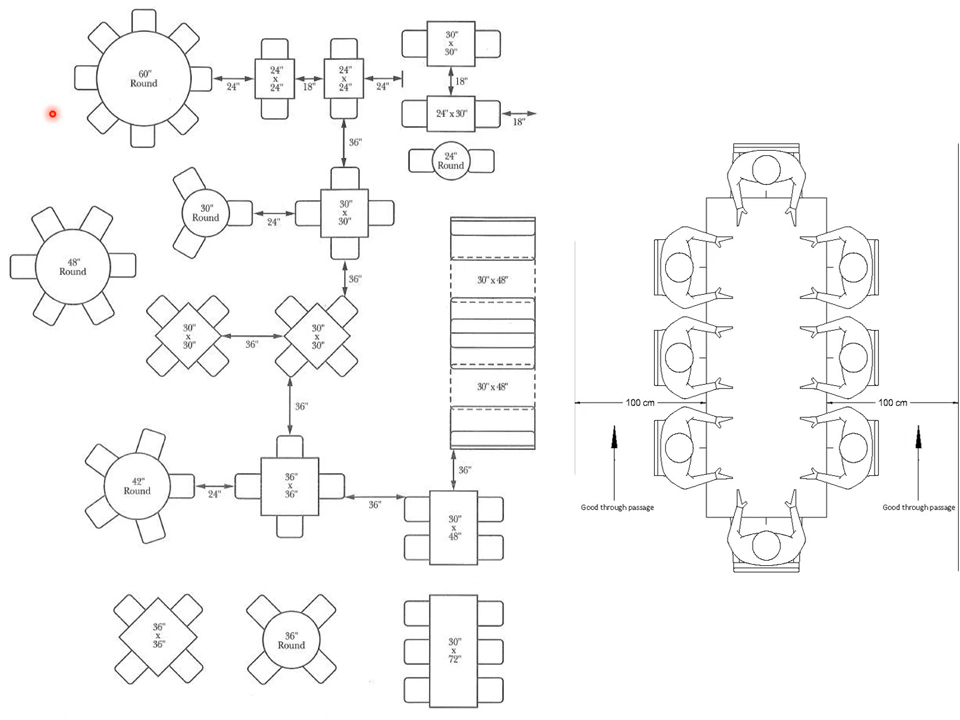 60"
Round
24"
24"
x
24"
18"
24"
x
24"
24"
30"
x
30"
18"
24" x 30"
18"
24"
Round
36"
30"
Round
24"
30"
x
30"
36"
48"
Round
30"
x
30"
36"
30"
x
30"
30" x 48"
30" x 48"
36"
36"
42"
Round
24"
36"
x
36"
36"
30"
x
48"
36"
x
36"
36"
Round
30"
x
72"
100 cm
100 cm
Good through passage
Good through passage